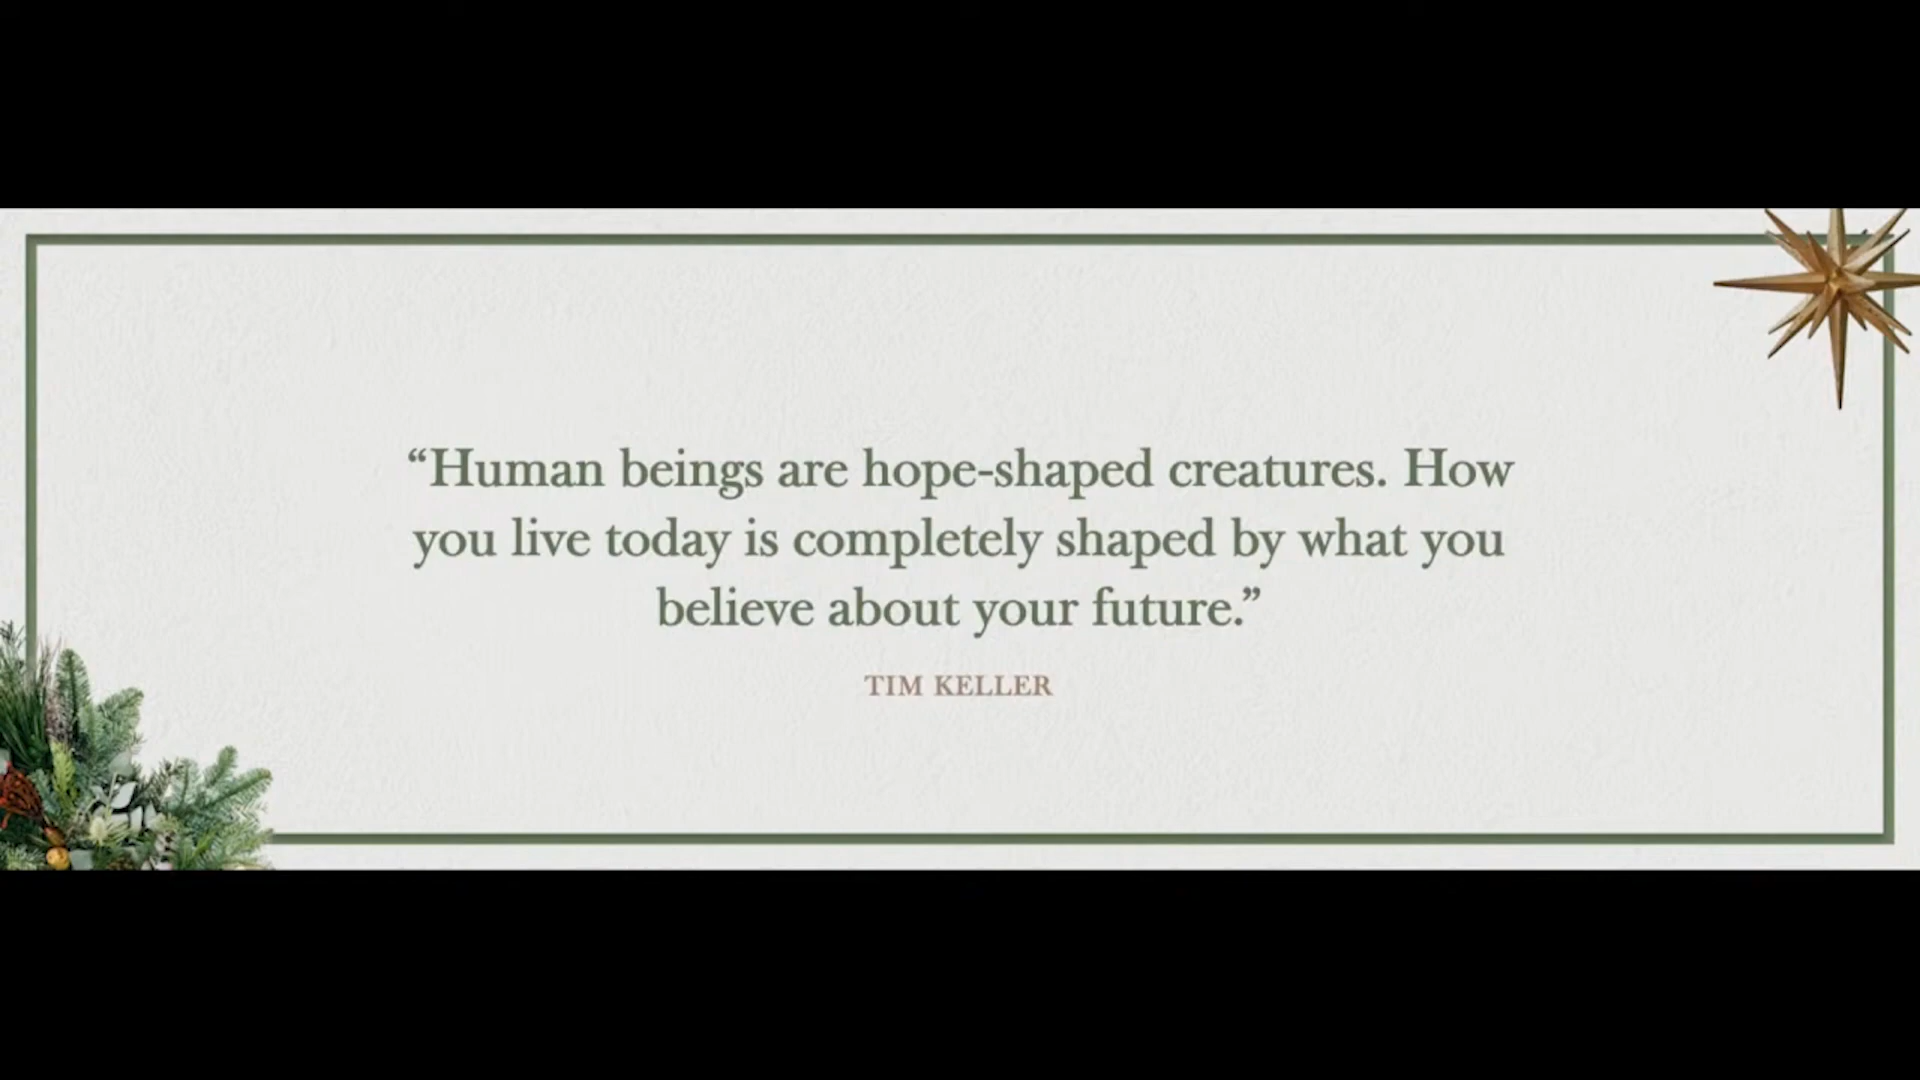 “Human beings are hope-shaped creatures. How
you live today is completely shaped by what you
believe about your future.”
TIM KELLER